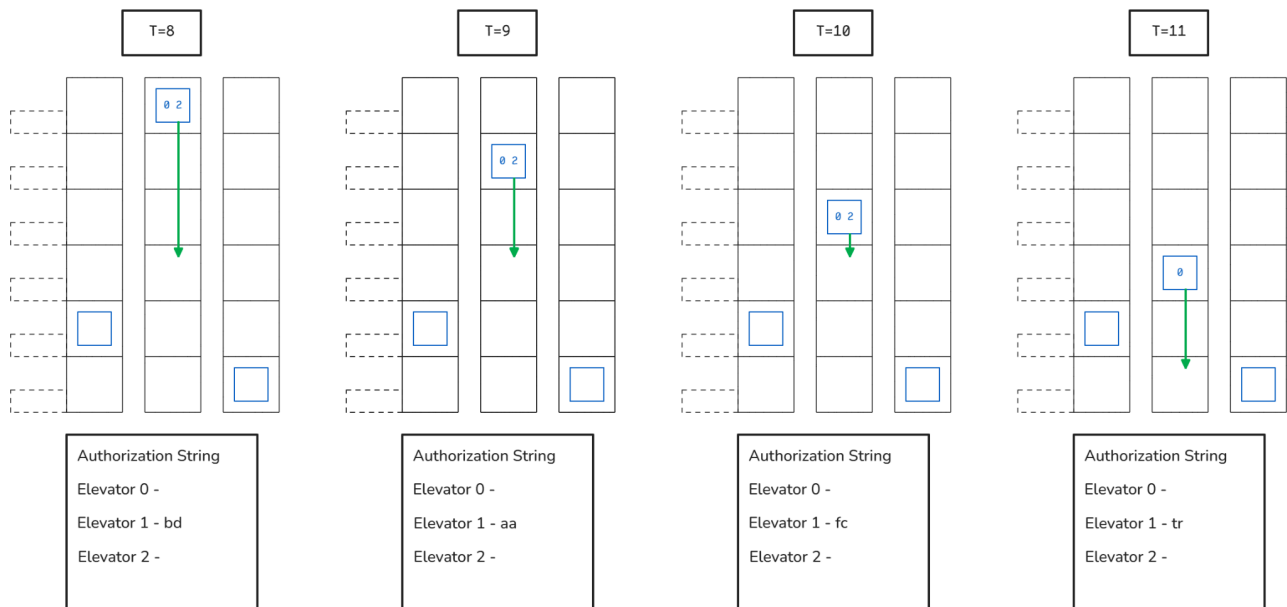 T=8
0 2
Authorization String
Elevator 0 -
Elevator 1 - bd
Elevator 2 -
T=9
0 2
Authorization String
Elevator 0 -
Elevator 1 - aa
Elevator 2 -
T=10
0 2
Authorization String
Elevator 0 -
Elevator 1 - fc
Elevator 2 -
T=11
0
Authorization String
Elevator 0 -
Elevator 1 - tr
Elevator 2 -